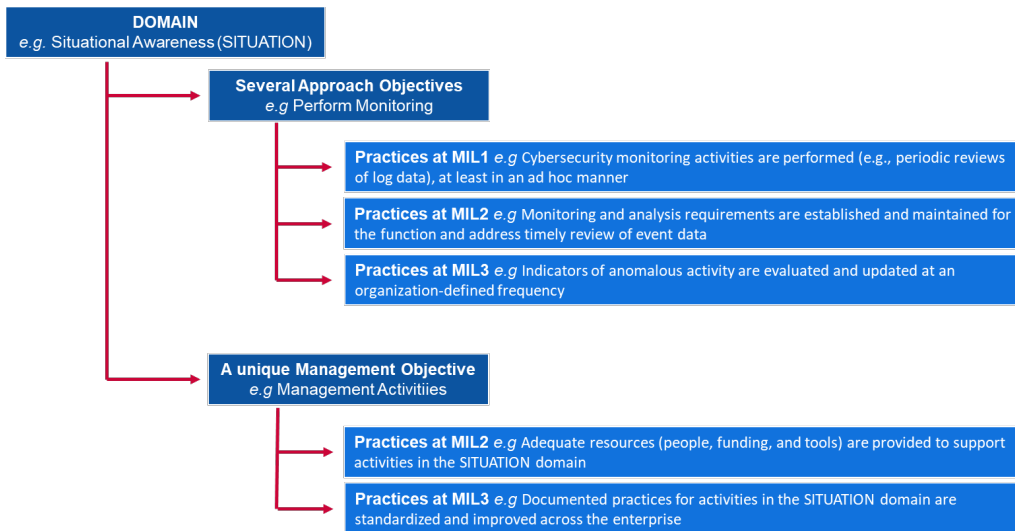 DOMAIN
e.g. Situational Awareness (SITUATION)
Several Approach Objectives
e.g Perform Monitoring
Practices at MIL1 e.g Cybersecurity monitoring activities are performed (e.g., periodic reviews
of log data), at least in an ad hoc manner
Practices at MIL2 e.g Monitoring and analysis requirements are established and maintained for
the function and address timely review of event data
Practices at MIL3 e.g Indicators of anomalous activity are evaluated and updated at an
organization-defined frequency
A unique Management Objective
e.g Management Activitiies
Practices at MIL2 e.g Adequate resources (people, funding, and tools) are provided to support
activities in the SITUATION domain
Practices at MIL3 e.g Documented practices for activities in the SITUATION domain are
standardized and improved across the enterprise